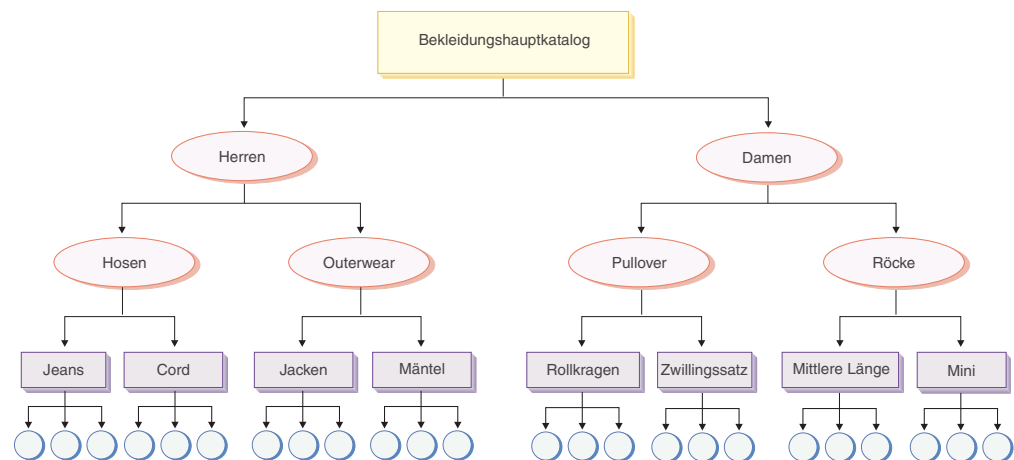 Bekleidungshauptkatalog
Herren
Damen
Hosen
Outerwear
Pullover
Röcke
Jeans
Cord
Jacken
Mäntel
Rollkragen
Zwillingssatz
Mittlere Länge
Mini